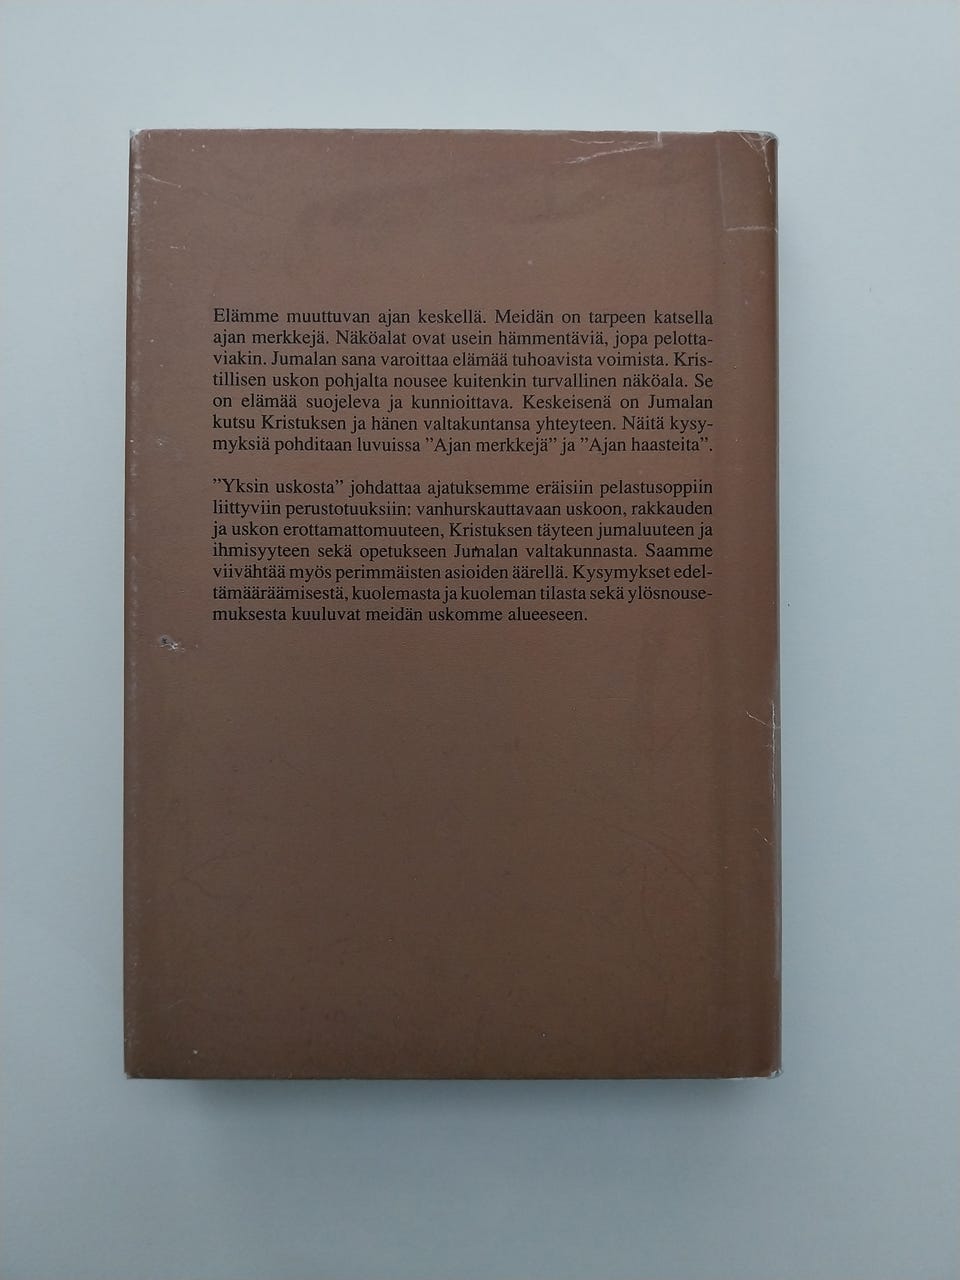 Elämme muuttuvan ajan keskellä. Meidän on tarpeen katsella
ajan merkkejä. Näköalat ovat usein hämmentäviä, jopa pelotta-
viakin. Jumalan sana varoittaa elämää tuhoavista voimista. Kris-
tillisen uskon pohjalta nousee kuitenkin turvallinen näköala. Se
on elämää suojeleva ja kunnioittava. Keskeisenä on Jumalan
kutsu Kristuksen ja hänen valtakuntansa yhteyteen. Näitä kysy-
myksiä pohditaan luvuissa ”Ajan merkkejä” ja ”Ajan haasteita”.
”Yksin uskosta” johdattaa ajatuksemme eräisiin pelastusoppiin
liittyviin perustotuuksiin: vanhurskauttavaan uskoon, rakkauden
ja uskon erottamattomuuteen, Kristuksen täyteen jumaluuteen ja
ihmisyyteen sekä opetukseen Jumalan valtakunnasta. Saamme
viivähtää myös perimmäisten asioiden äärellä. Kysymykset edel-
tämääräämisestä, kuolemasta ja kuoleman tilasta sekä ylösnouse-
muksesta kuuluvat meidän uskomme alueeseen.